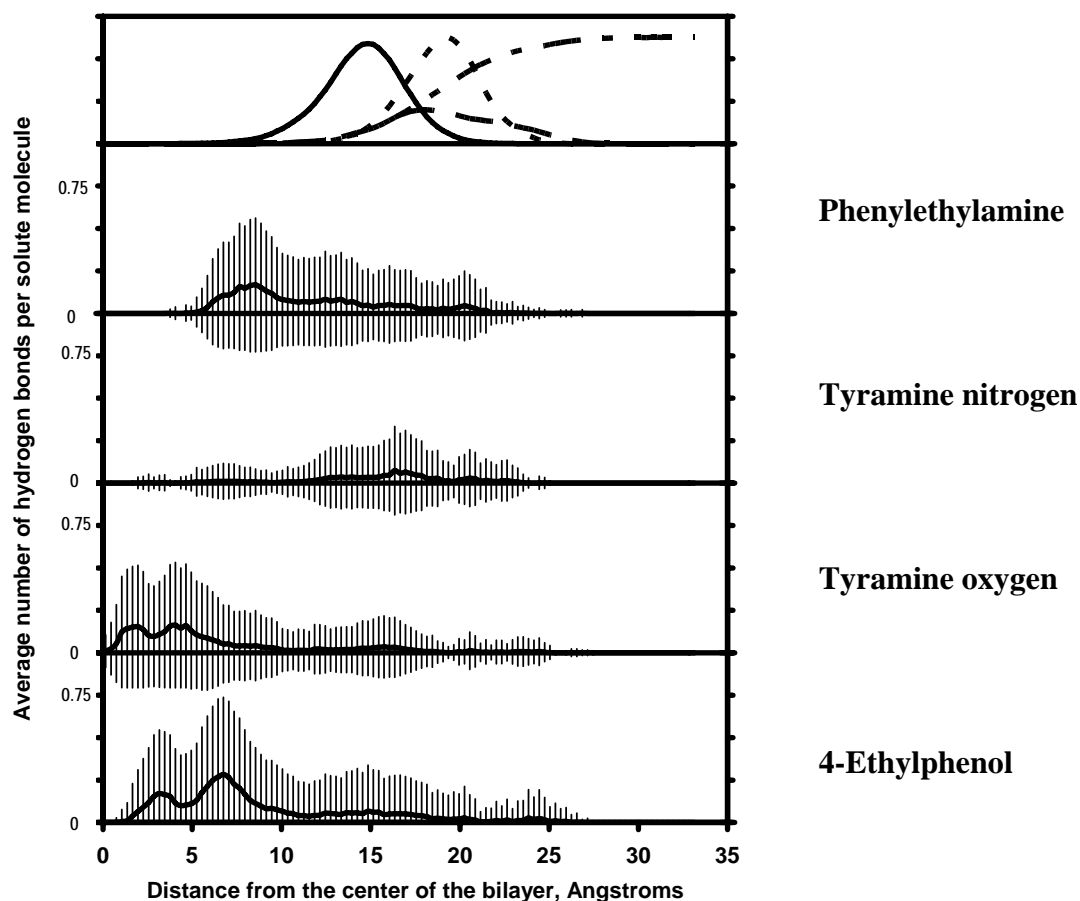 Average number of hydrogen bonds per solute molecule
0.75
Phenylethylamine
0
0.75
Tyramine nitrogen
0
0.75
Tyramine oxygen
0
0.75
4-Ethylphenol
0
0 5 10 15 20 25 30 35
Distance from the center of the bilayer, Angstroms